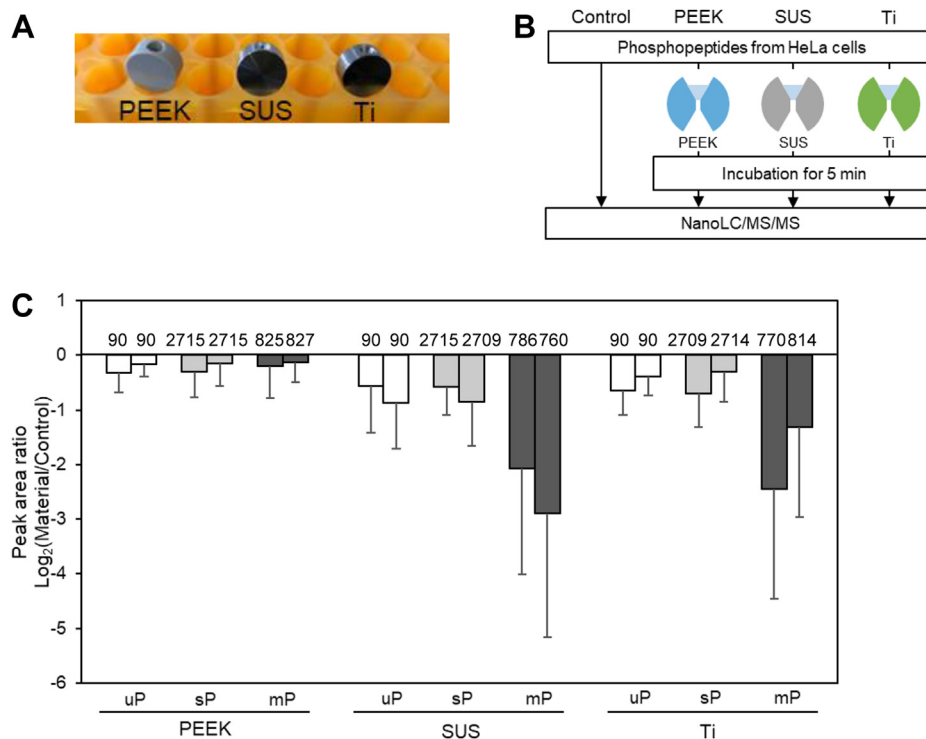 A
PEEK SUS Ti
B
Control PEEK SUS Ti
Phosphopeptides from HeLa cells
PEEK SUS Ti
Incubation for 5 min
NanoLC/MS/MS
C
Peak area ratio
Log₂(Material/Control)
1
90 90 2715 2715 825 827 90 90 2715 2709 786 760 90 90 2709 2714 770 814
0
-1
-2
-3
-4
-5
-6
uP sP mP uP sP mP uP sP mP
PEEK SUS Ti